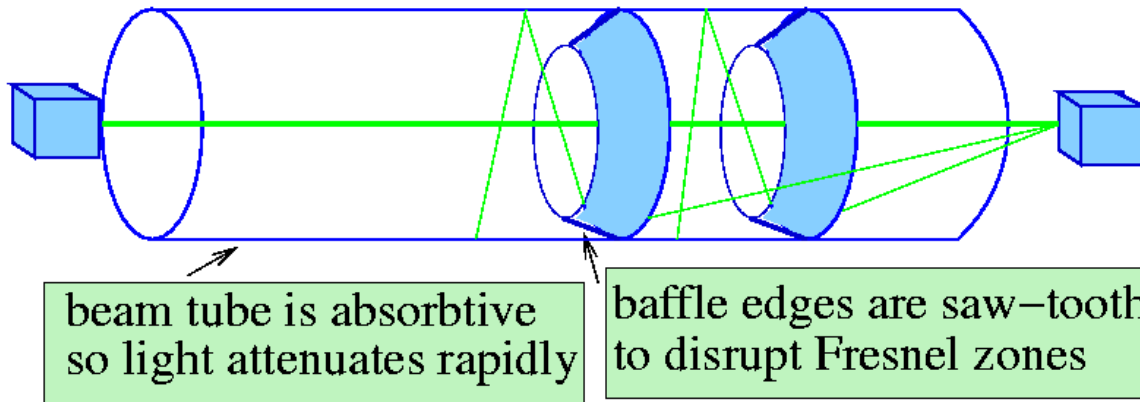 beam tube is absorbtive
so light attenuates rapidly
baffle edges are saw-tooth
to disrupt Fresnel zones